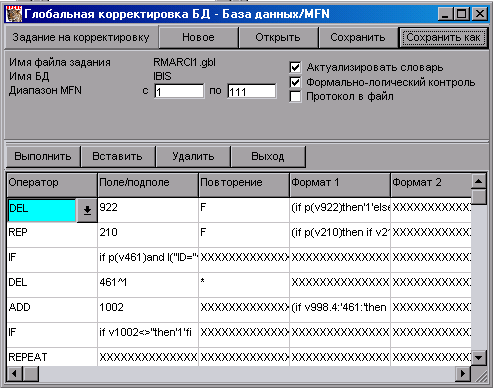 Глобальная корректировка БД - База данных/MFN
Задание на корректировку Новое Открыть Сохранить Сохранить как
Имя файла задания RMARCI1.gbl
Имя БД IBIS
Диапазон MFN с 1 по 111
Актуализировать словарь
Формально-логический контроль
Протокол в файл
Выполнить Вставить Удалить Выход
Оператор Поле/подполе Повторение Формат 1 Формат 2
DEL 922 F (if p(v922)then'1'else XXXXXXXXXXXX
REP 210 F (if p(v210)then if v21 XXXXXXXXXXXX
IF if p(v461)and l("ID=" XXXXXXXXXXXXX XXXXXXXXXXXXX XXXXXXXXXXXX
DEL 461^1 * XXXXXXXXXXXXX XXXXXXXXXXXX
ADD 1002 (if v998.4:'461:'then XXXXXXXXXXXX
IF if v1002<>''then'1'fi XXXXXXXXXXXXX XXXXXXXXXXXXX XXXXXXXXXXXX
REPEAT XXXXXXXXXXXXXX XXXXXXXXXXXXX XXXXXXXXXXXXX XXXXXXXXXXXX